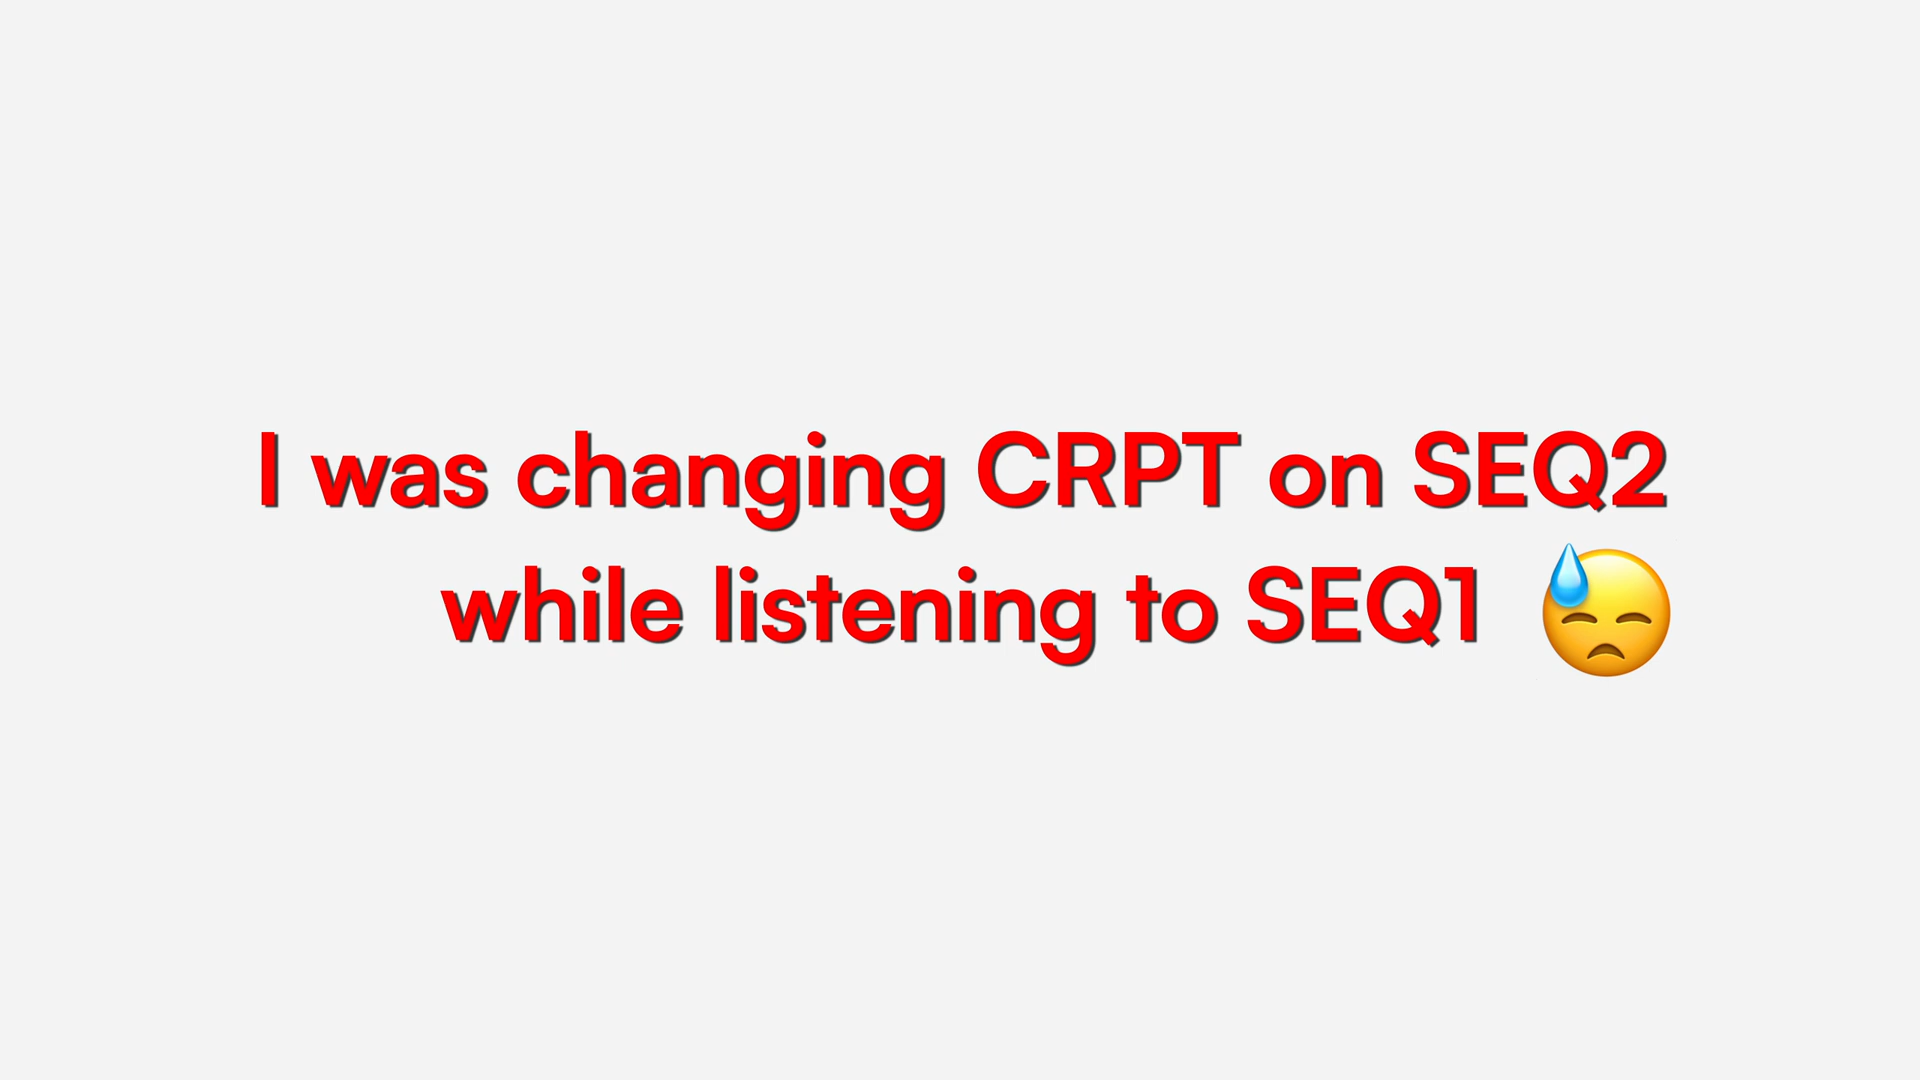 I was changing CRPT on SEQ2
while listening to SEQ1 😓